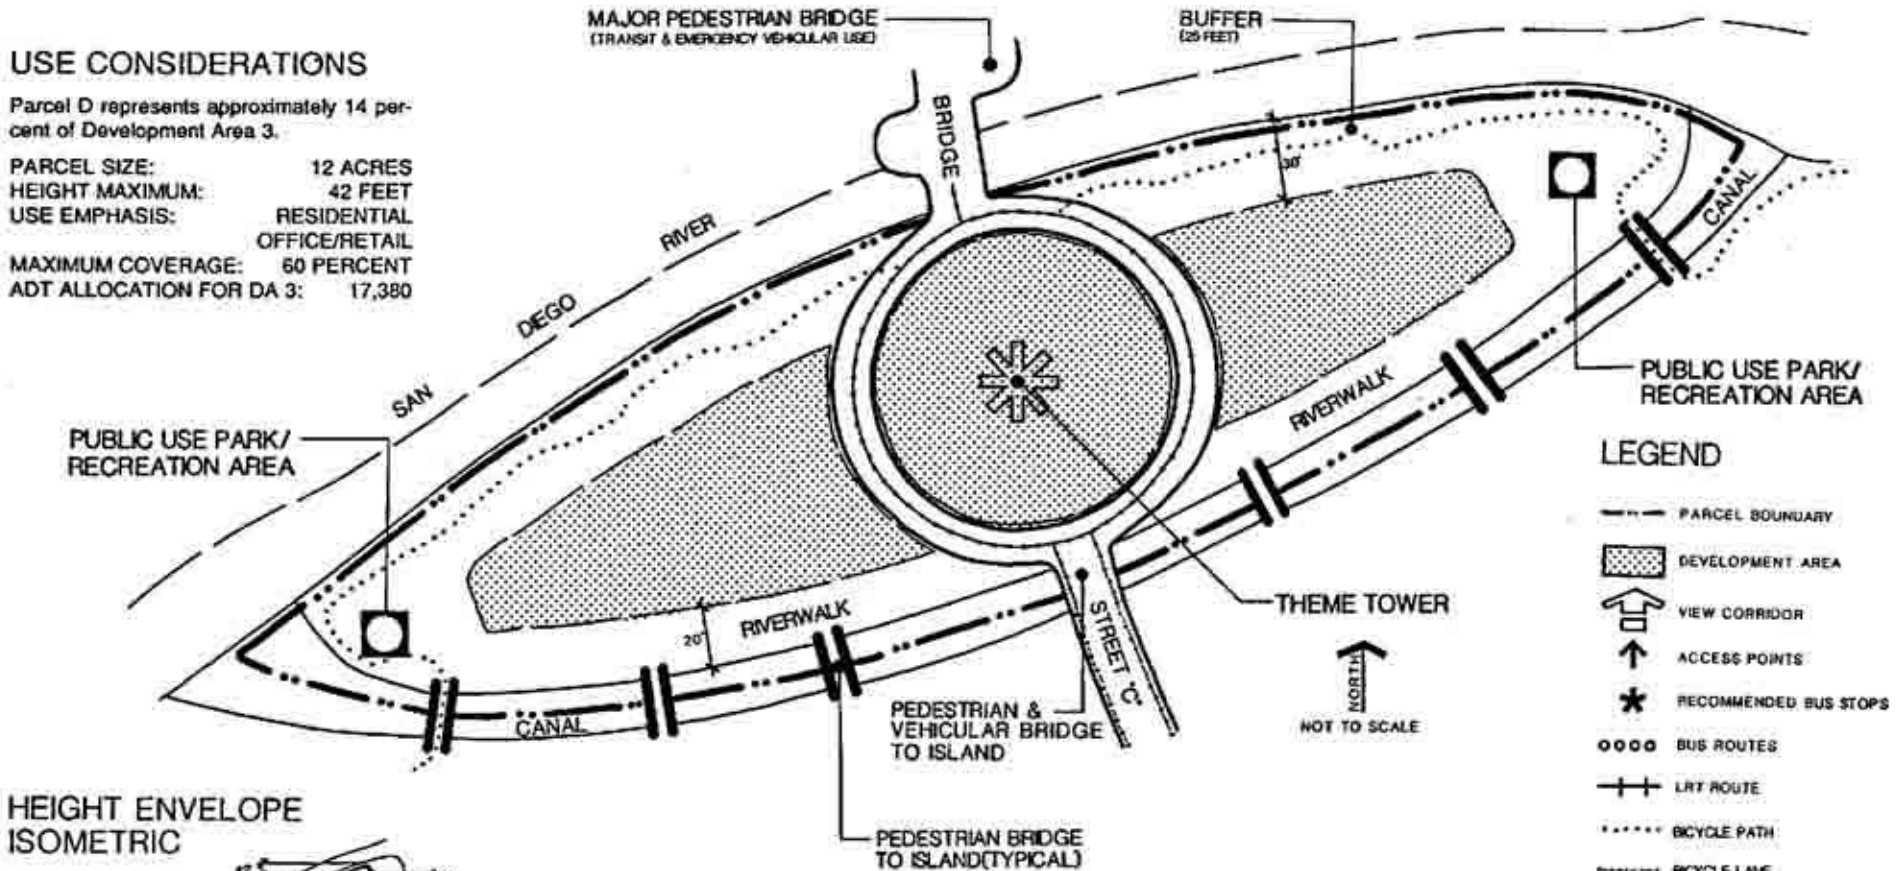 USE CONSIDERATIONS
Parcel D represents approximately 14 per-
cent of Development Area 3.
PARCEL SIZE: 12 ACRES
HEIGHT MAXIMUM: 42 FEET
USE EMPHASIS: RESIDENTIAL
OFFICE/RETAIL
MAXIMUM COVERAGE: 60 PERCENT
ADT ALLOCATION FOR DA 3: 17,380
MAJOR PEDESTRIAN BRIDGE
(TRANSIT & EMERGENCY VEHICULAR USE)
BUFFER
(25 FEET)
BRIDGE
30'
CANAL
SAN DIEGO RIVER
PUBLIC USE PARK/
RECREATION AREA
PUBLIC USE PARK/
RECREATION AREA
RIVERWALK
THEME TOWER
20'
RIVERWALK
STREET "C"
CANAL
PEDESTRIAN &
VEHICULAR BRIDGE
TO ISLAND
PEDESTRIAN BRIDGE
TO ISLAND(TYPICAL)
NORTH
NOT TO SCALE
LEGEND
PARCEL BOUNDARY
DEVELOPMENT AREA
VIEW CORRIDOR
ACCESS POINTS
RECOMMENDED BUS STOPS
BUS ROUTES
LRT ROUTE
BICYCLE PATH
BICYCLE LANE
HEIGHT ENVELOPE
ISOMETRIC